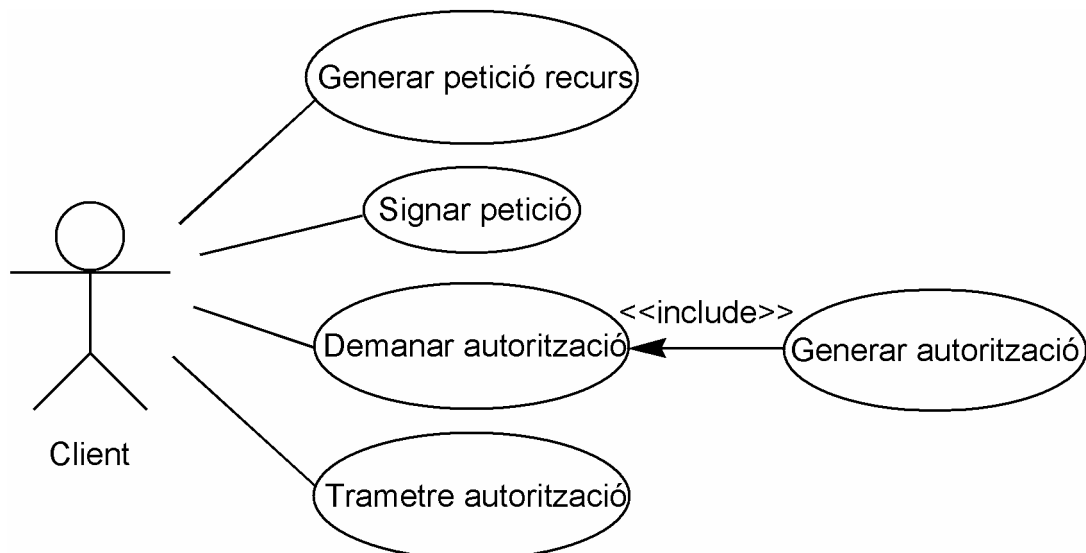 Generar petició recurs
Signar petició
<<include>>
Demanar autorització
Generar autorització
Client
Trametre autorització